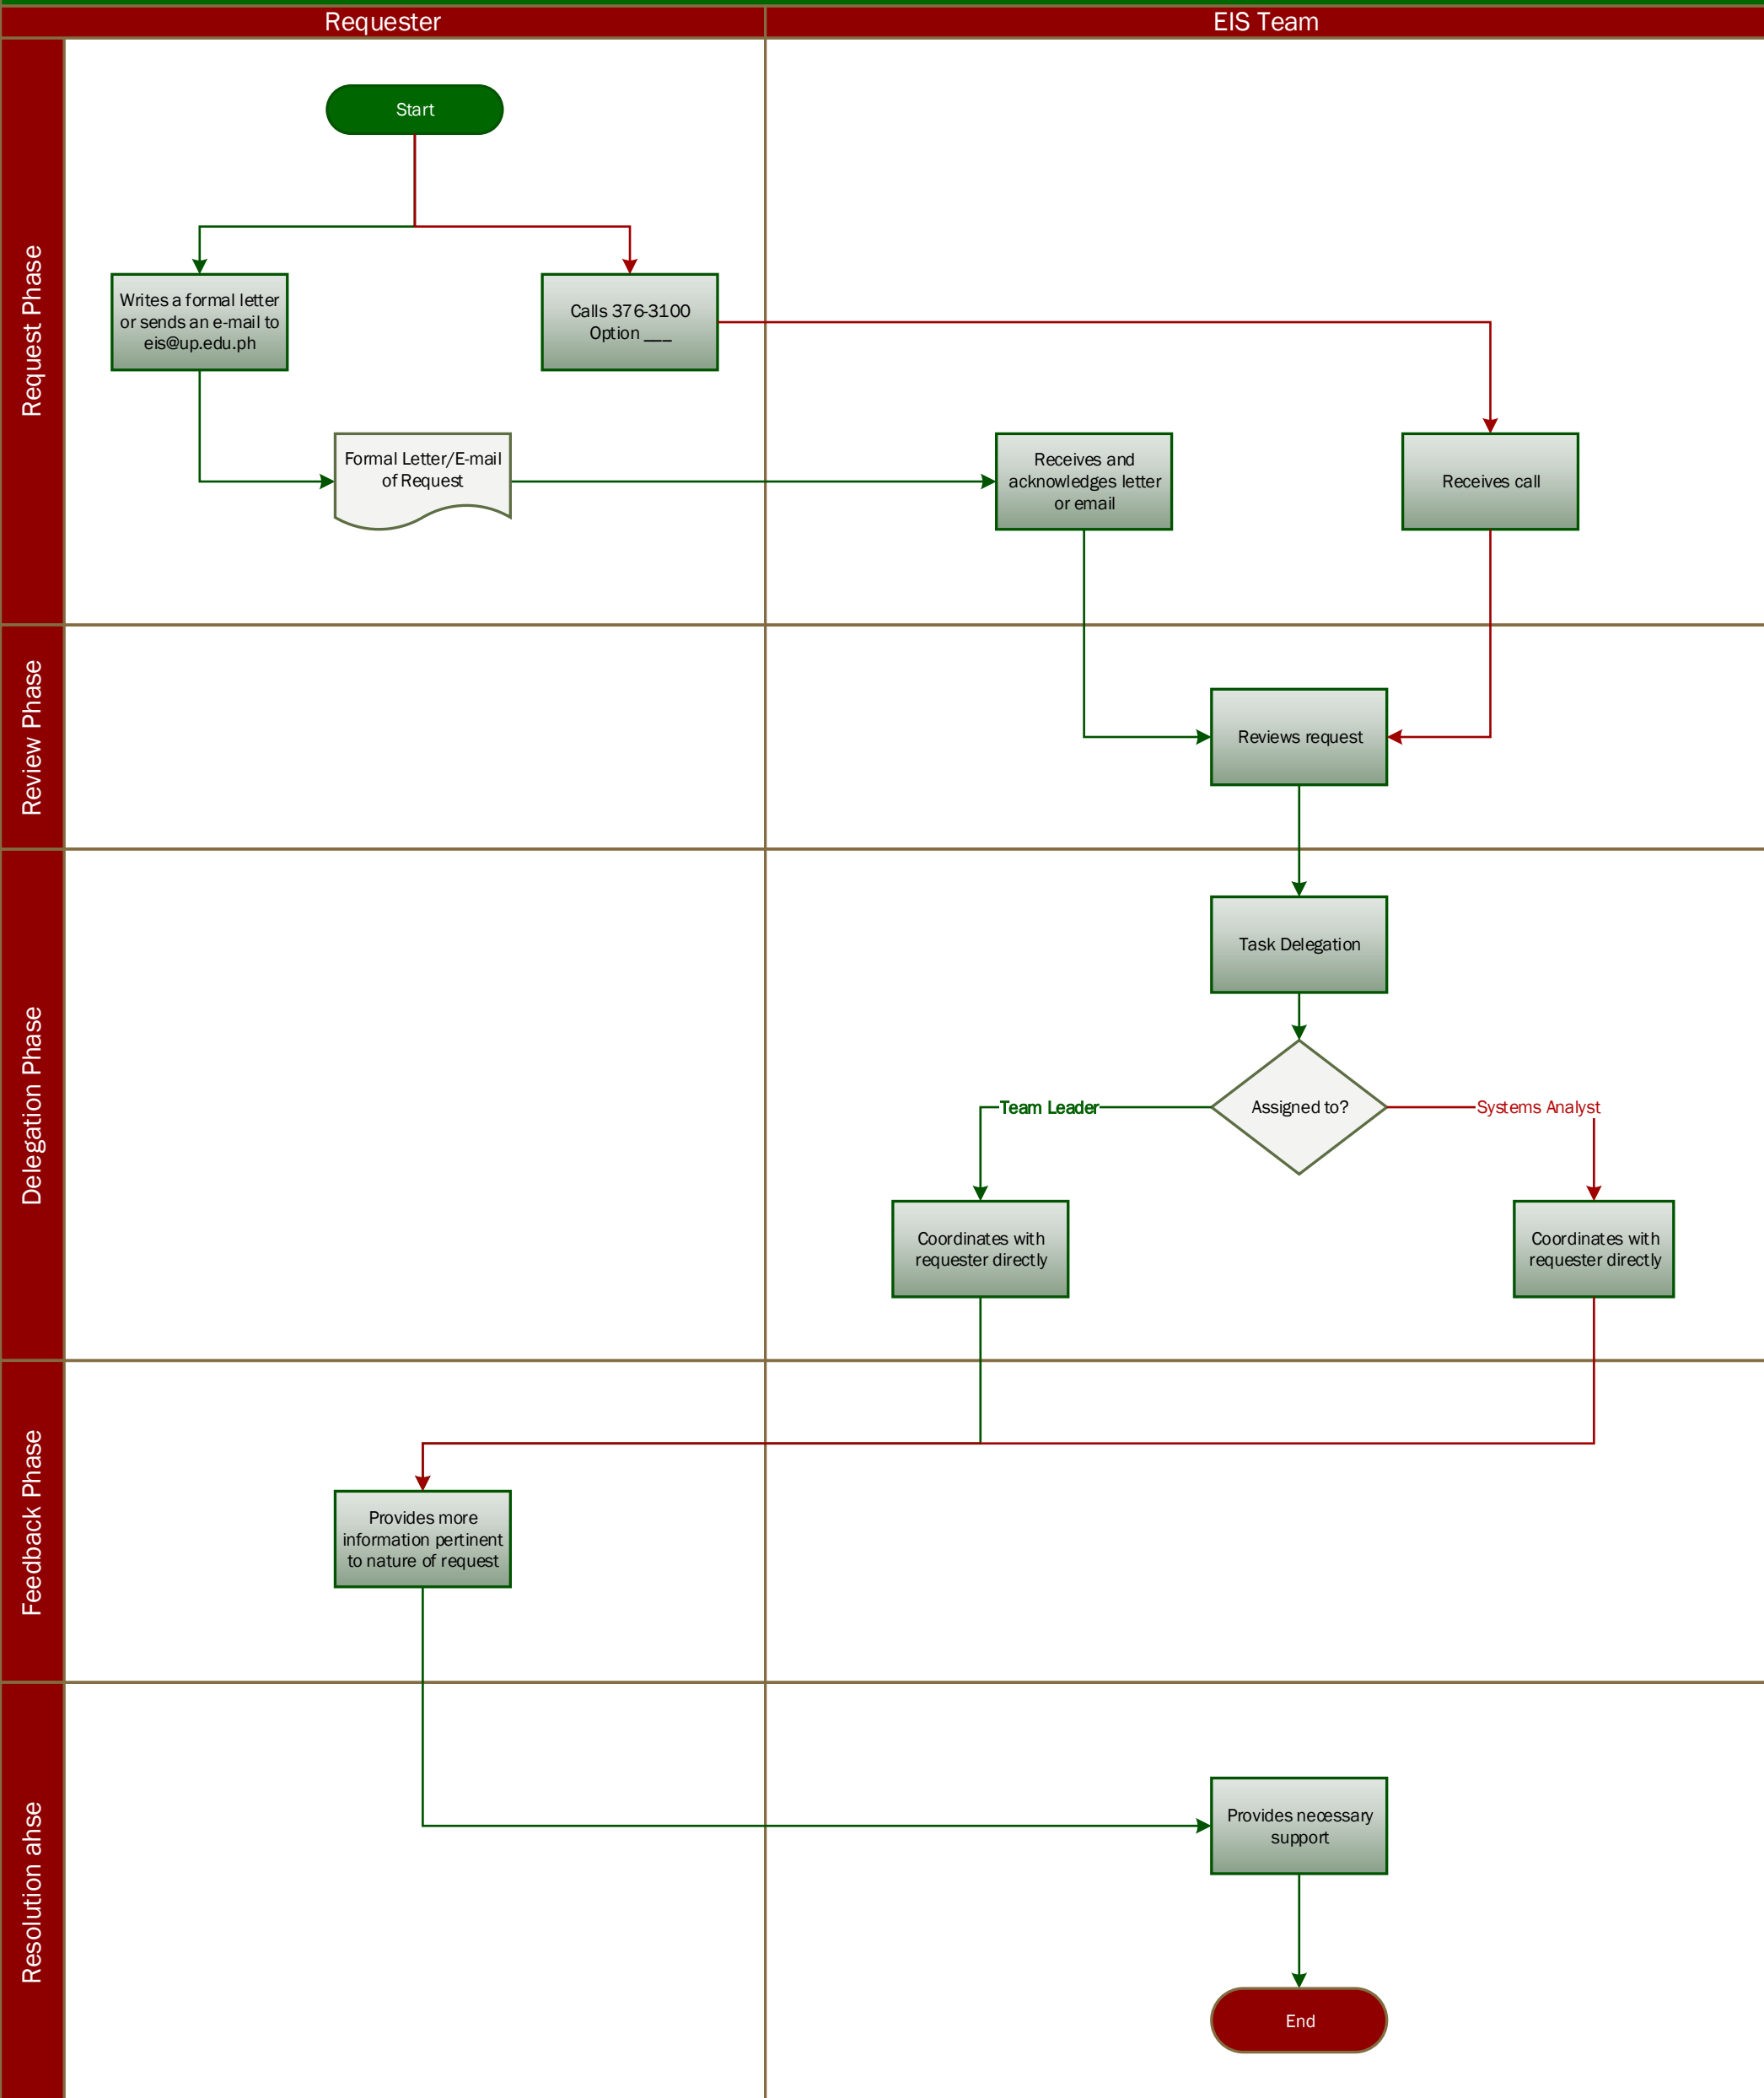 Requester
EIS Team
Request Phase
Start
Writes a formal letter
or sends an e-mail to
eis@up.edu.ph
Calls 376-3100
Option ___
Formal Letter/E-mail
of Request
Receives and
acknowledges letter
or email
Receives call
Review Phase
Reviews request
Delegation Phase
Task Delegation
Assigned to?
Team Leader
Systems Analyst
Coordinates with
requester directly
Coordinates with
requester directly
Feedback Phase
Provides more
information pertinent
to nature of request
Resolution ahse
Provides necessary
support
End